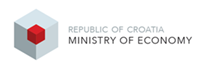 REPUBLIC OF CROATIA
MINISTRY OF ECONOMY